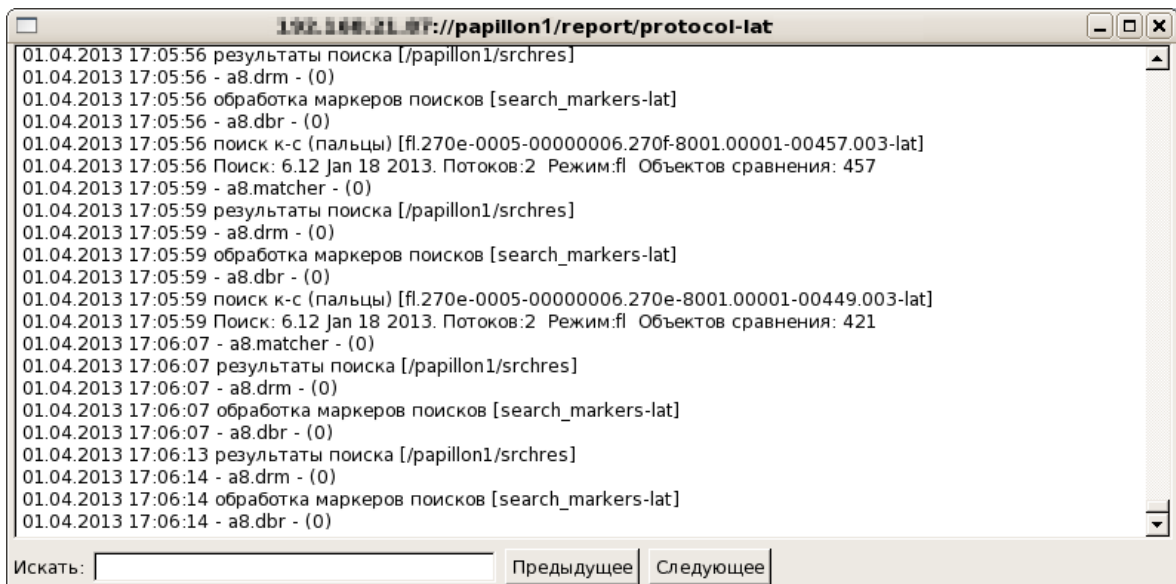 ://papillon1/report/protocol-lat
01.04.2013 17:05:56 результаты поиска [/papillon1/srchres]
01.04.2013 17:05:56 - a8.drm - (0)
01.04.2013 17:05:56 обработка маркеров поисков [search_markers-lat]
01.04.2013 17:05:56 - a8.dbr - (0)
01.04.2013 17:05:56 поиск к-с (пальцы) [fl.270e-0005-00000006.270f-8001.00001-00457.003-lat]
01.04.2013 17:05:56 Поиск: 6.12 Jan 18 2013. Потоков:2  Режим:fl  Объектов сравнения: 457
01.04.2013 17:05:59 - a8.matcher - (0)
01.04.2013 17:05:59 результаты поиска [/papillon1/srchres]
01.04.2013 17:05:59 - a8.drm - (0)
01.04.2013 17:05:59 обработка маркеров поисков [search_markers-lat]
01.04.2013 17:05:59 - a8.dbr - (0)
01.04.2013 17:05:59 поиск к-с (пальцы) [fl.270e-0005-00000006.270e-8001.00001-00449.003-lat]
01.04.2013 17:05:59 Поиск: 6.12 Jan 18 2013. Потоков:2  Режим:fl  Объектов сравнения: 421
01.04.2013 17:06:07 - a8.matcher - (0)
01.04.2013 17:06:07 результаты поиска [/papillon1/srchres]
01.04.2013 17:06:07 - a8.drm - (0)
01.04.2013 17:06:07 обработка маркеров поисков [search_markers-lat]
01.04.2013 17:06:07 - a8.dbr - (0)
01.04.2013 17:06:13 результаты поиска [/papillon1/srchres]
01.04.2013 17:06:14 - a8.drm - (0)
01.04.2013 17:06:14 обработка маркеров поисков [search_markers-lat]
01.04.2013 17:06:14 - a8.dbr - (0)
Искать: Предыдущее Следующее